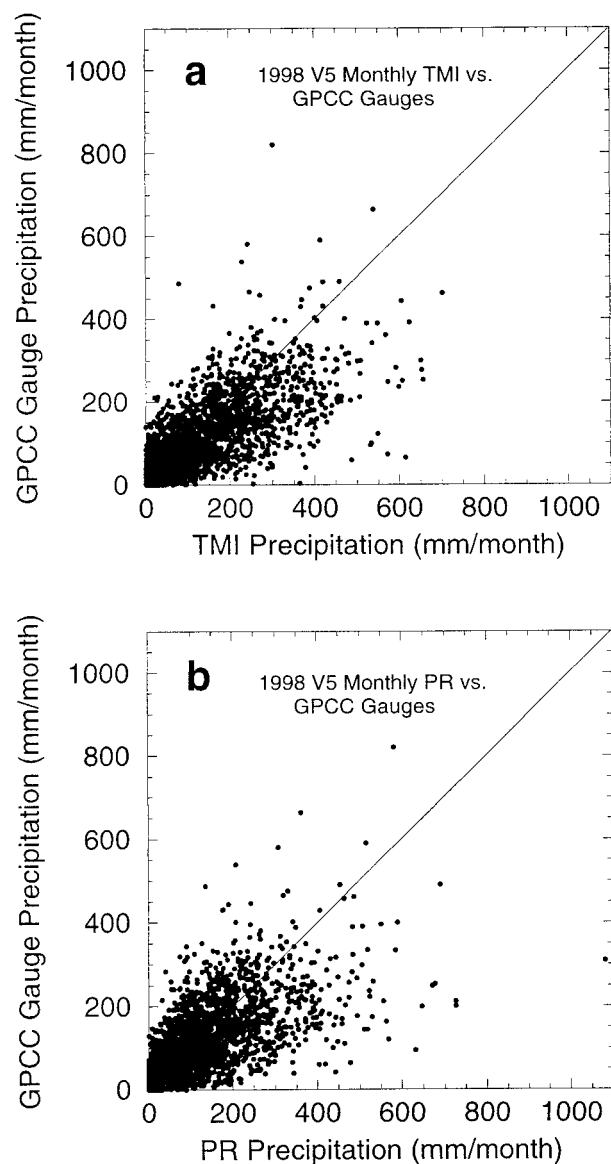 a
1998 V5 Monthly TMI vs.
GPCC Gauges
GPCC Gauge Precipitation (mm/month)
1000
800
600
400
200
0
0 200 400 600 800 1000
TMI Precipitation (mm/month)
b
1998 V5 Monthly PR vs.
GPCC Gauges
GPCC Gauge Precipitation (mm/month)
1000
800
600
400
200
0
0 200 400 600 800 1000
PR Precipitation (mm/month)